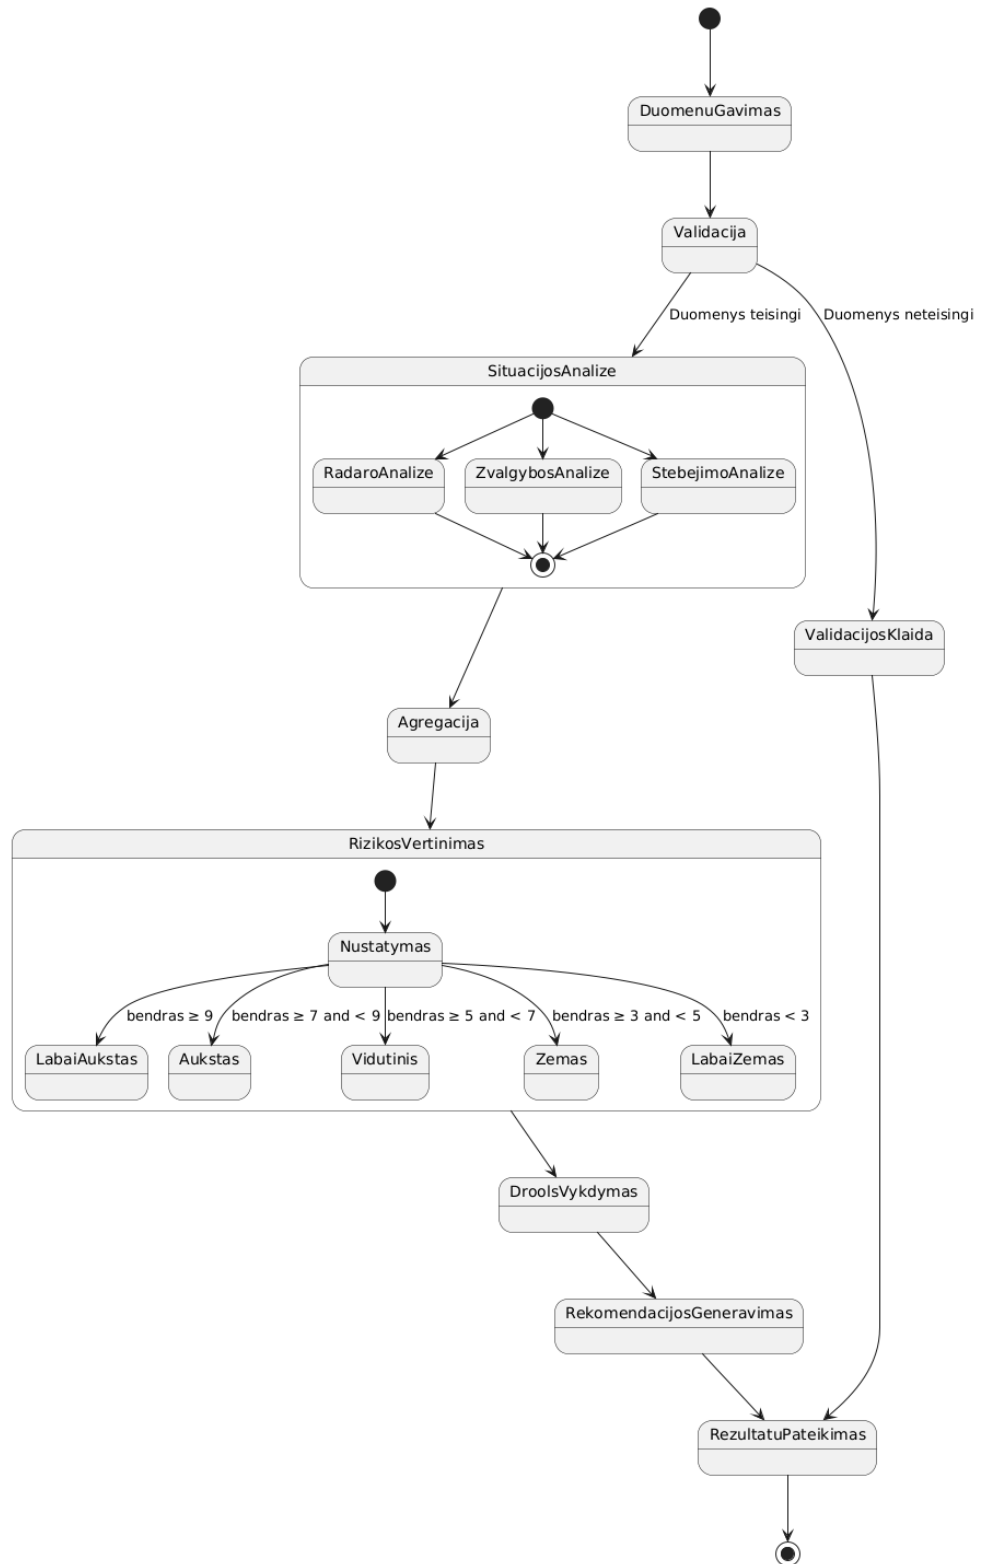 DuomenuGavimas
Validacija
Duomenys teisingi
Duomenys neteisingi
SituacijosAnalize
RadaroAnalize
ZvalgybosAnalize
StebejimoAnalize
ValidacijosKlaida
Agregacija
RizikosVertinimas
Nustatymas
bendras ≥ 9
bendras ≥ 7 and < 9
bendras ≥ 5 and < 7
bendras ≥ 3 and < 5
bendras < 3
LabaiAukstas
Aukstas
Vidutinis
Zemas
LabaiZemas
DroolsVykdymas
RekomendacijosGeneravimas
RezultatuPateikimas